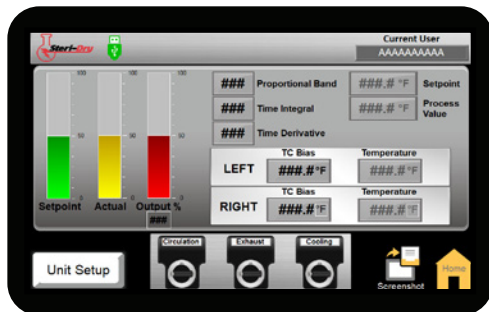 Steri-Dry
Current User
AAAAAAAAAA
100 100 100
50 50 50
0 0 0
Setpoint Actual Output %
###
### Proportional Band
### Time Integral
### Time Derivative
###.# °F Setpoint
###.# °F Process Value
TC Bias Temperature
LEFT ###.# °F ###.# °F
TC Bias Temperature
RIGHT ###.# °F ###.# °F
Unit Setup
Circulation Exhaust Cooling
Screenshot
Home